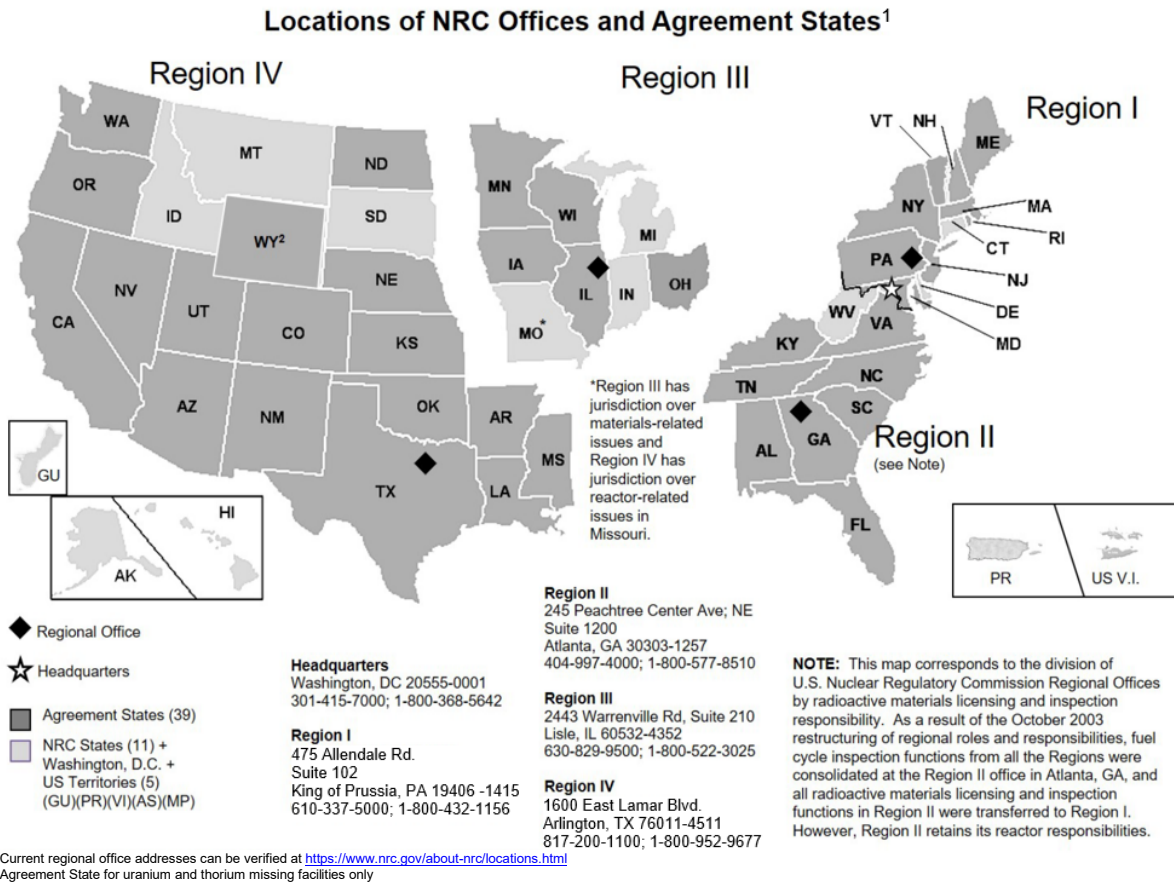 Locations of NRC Offices and Agreement States¹
Region IV
Region III
Region I
WA
MT
ND
OR
ID
SD
WY²
NE
NV
UT
CA
CO
KS
AZ
NM
OK
AR
TX
LA
MS
GU
HI
AK
MN
WI
MI
IA
IL
IN
OH
MO*
VT
NH
ME
NY
MA
RI
CT
PA
NJ
DE
MD
WV
VA
KY
NC
TN
SC
AL
GA
FL
Region II
(see Note)
PR
US V.I.
*Region III has
jurisdiction over
materials-related
issues and
Region IV has
jurisdiction over
reactor-related
issues in
Missouri.
Regional Office
Headquarters
Agreement States (39)
NRC States (11) +
Washington, D.C. +
US Territories (5)
(GU)(PR)(VI)(AS)(MP)
Headquarters
Washington, DC 20555-0001
301-415-7000; 1-800-368-5642
Region I
475 Allendale Rd.
Suite 102
King of Prussia, PA 19406 -1415
610-337-5000; 1-800-432-1156
Region II
245 Peachtree Center Ave; NE
Suite 1200
Atlanta, GA 30303-1257
404-997-4000; 1-800-577-8510
Region III
2443 Warrenville Rd, Suite 210
Lisle, IL 60532-4352
630-829-9500; 1-800-522-3025
Region IV
1600 East Lamar Blvd.
Arlington, TX 76011-4511
817-200-1100; 1-800-952-9677
NOTE: This map corresponds to the division of
U.S. Nuclear Regulatory Commission Regional Offices
by radioactive materials licensing and inspection
responsibility. As a result of the October 2003
restructuring of regional roles and responsibilities, fuel
cycle inspection functions from all the Regions were
consolidated at the Region II office in Atlanta, GA, and
all radioactive materials licensing and inspection
functions in Region II were transferred to Region I.
However, Region II retains its reactor responsibilities.
Current regional office addresses can be verified at https://www.nrc.gov/about-nrc/locations.html
Agreement State for uranium and thorium missing facilities only